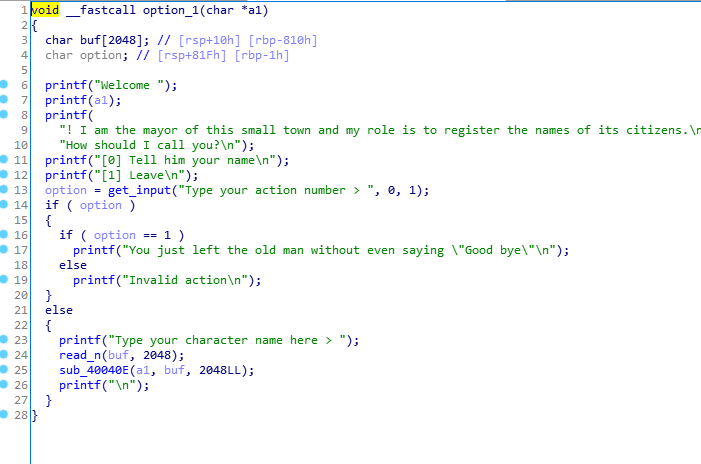 1 void __fastcall option_1(char *a1)
2 {
3 char buf[2048]; // [rsp+10h] [rbp-810h]
4 char option; // [rsp+81Fh] [rbp-1h]
5
6 printf("Welcome ");
7 printf(a1);
8 printf(
9 "! I am the mayor of this small town and my role is to register the names of its citizens.\n
10 "How should I call you?\n");
11 printf("[0] Tell him your name\n");
12 printf("[1] Leave\n");
13 option = get_input("Type your action number > ", 0, 1);
14 if ( option )
15 {
16 if ( option == 1 )
17 printf("You just left the old man without even saying \"Good bye\"\n");
18 else
19 printf("Invalid action\n");
20 }
21 else
22 {
23 printf("Type your character name here > ");
24 read_n(buf, 2048);
25 sub_40040E(a1, buf, 2048LL);
26 printf("\n");
27 }
28 }